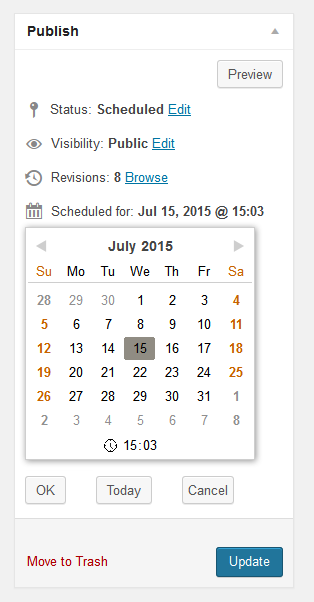 Publish
Preview
Status: Scheduled Edit
Visibility: Public Edit
Revisions: 8 Browse
Scheduled for: Jul 15, 2015 @ 15:03
July 2015
Su Mo Tu We Th Fr Sa
28 29 30 1 2 3 4
5 6 7 8 9 10 11
12 13 14 15 16 17 18
19 20 21 22 23 24 25
26 27 28 29 30 31 1
2 3 4 5 6 7 8
15:03
OK Today Cancel
Move to Trash Update